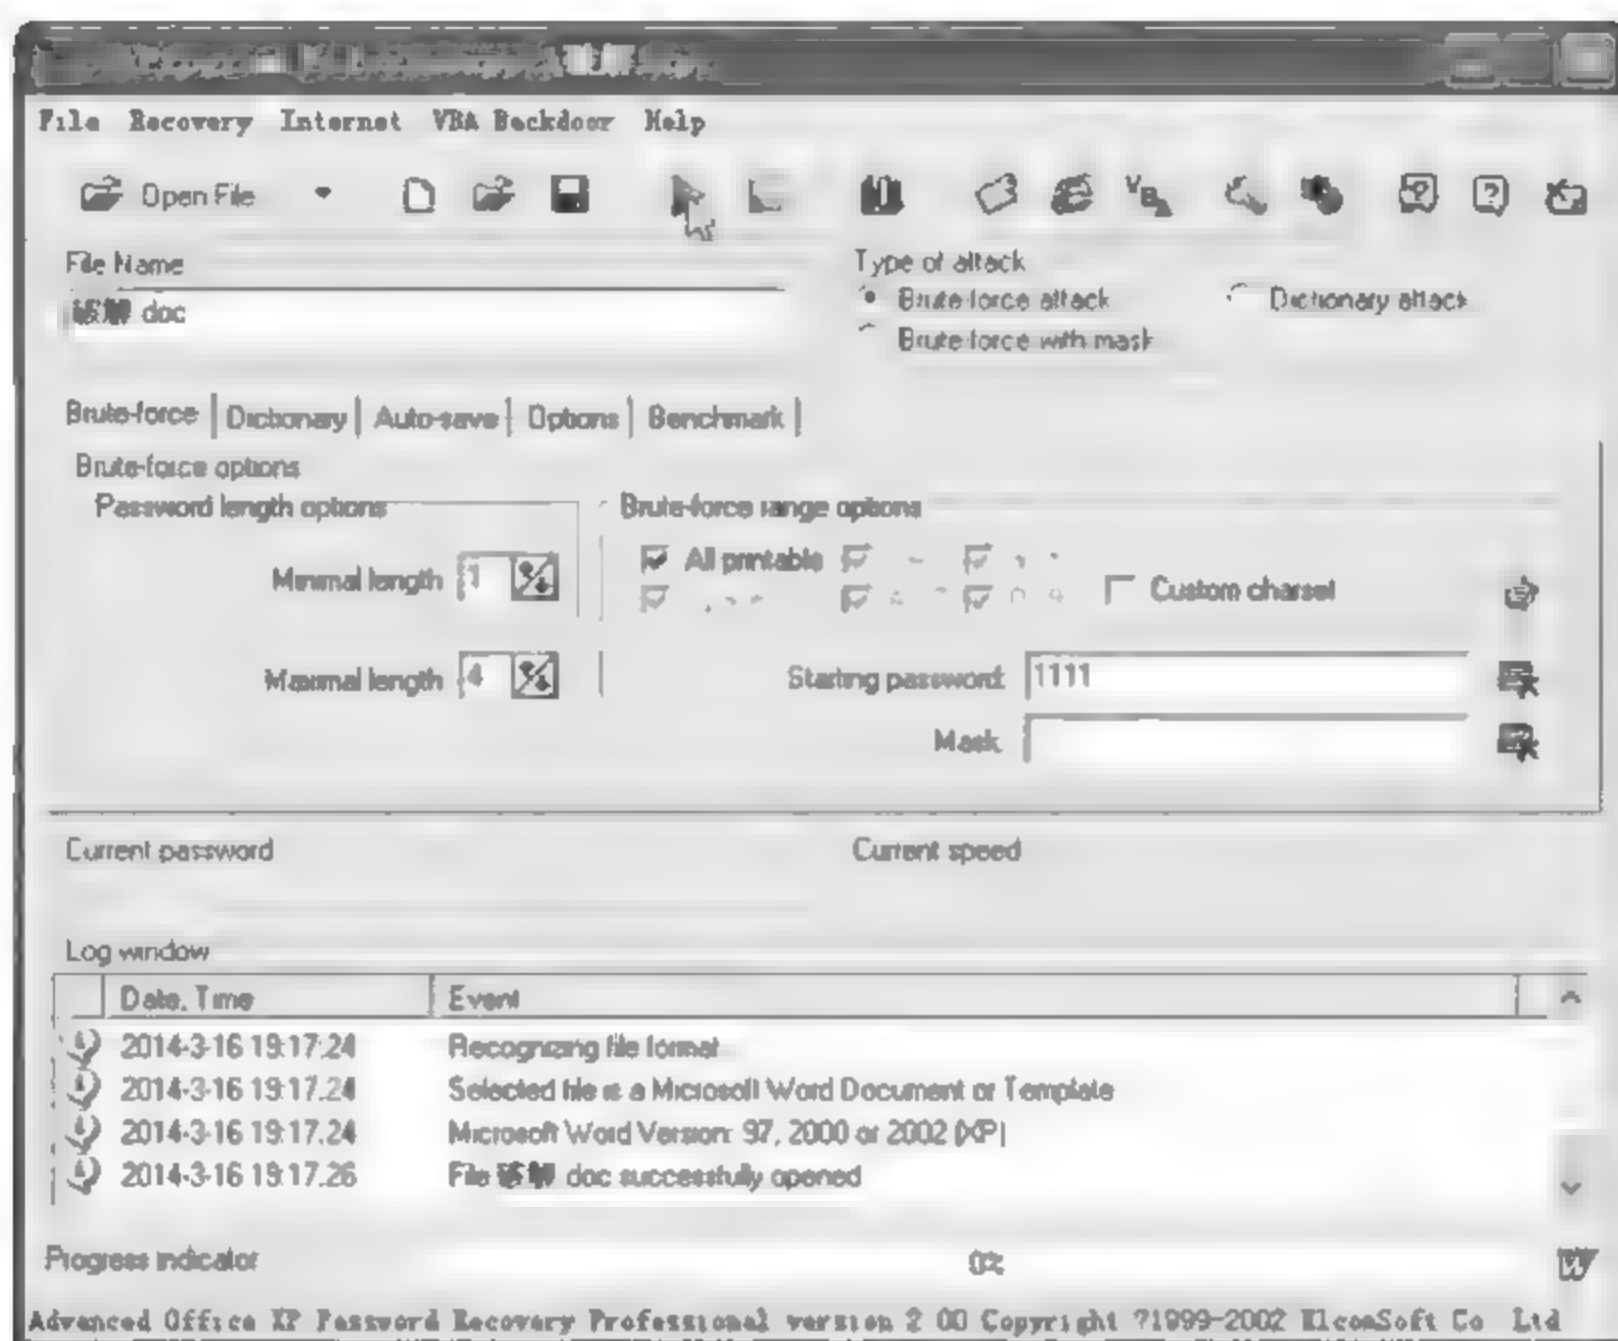 File Recovery Internet VBA Backdoor Help
Open File
File Name
doc
Type of attack
Brute-force attack
Dictionary attack
Brute-force with mask
Brute-force Dictionary Auto-save Options Benchmark
Brute-force options
Password length options
Brute-force range options
Minimal length 1
All printable
Custom charset
Maximal length 4
Starting password: 1111
Mask
Current password
Current speed
Log window
Date, Time Event
2014-3-16 19:17:24 Recognizing file format
2014-3-16 19:17:24 Selected file is a Microsoft Word Document or Template
2014-3-16 19:17:24 Microsoft Word Version: 97, 2000 or 2002 (XP)
2014-3-16 19:17:26 File doc successfully opened
Progress indicator 0%
Advanced Office XP Password Recovery Professional version 2 00 Copyright ?1999-2002 ElcomSoft Co Ltd